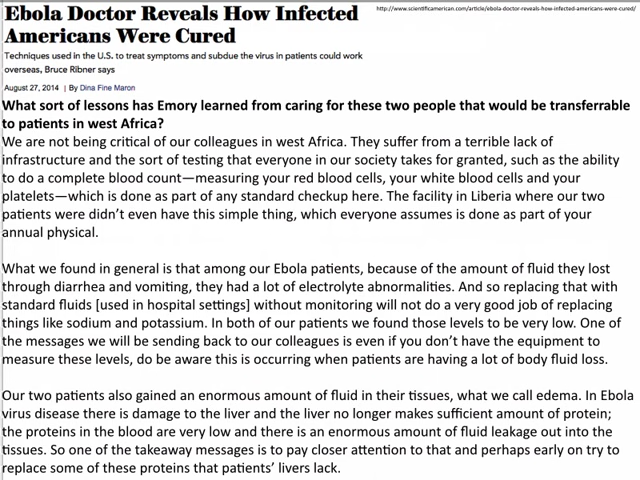 Ebola Doctor Reveals How Infected
http://www.scientificamerican.com/article/ebola-doctor-reveals-how-infected-americans-were-cured/
Americans Were Cured
Techniques used in the U.S. to treat symptoms and subdue the virus in patients could work
overseas, Bruce Ribner says
August 27, 2014 | By Dina Fine Maron
What sort of lessons has Emory learned from caring for these two people that would be transferrable
to patients in west Africa?
We are not being critical of our colleagues in west Africa. They suffer from a terrible lack of
infrastructure and the sort of testing that everyone in our society takes for granted, such as the ability
to do a complete blood count—measuring your red blood cells, your white blood cells and your
platelets—which is done as part of any standard checkup here. The facility in Liberia where our two
patients were didn't even have this simple thing, which everyone assumes is done as part of your
annual physical.
What we found in general is that among our Ebola patients, because of the amount of fluid they lost
through diarrhea and vomiting, they had a lot of electrolyte abnormalities. And so replacing that with
standard fluids [used in hospital settings] without monitoring will not do a very good job of replacing
things like sodium and potassium. In both of our patients we found those levels to be very low. One of
the messages we will be sending back to our colleagues is even if you don't have the equipment to
measure these levels, do be aware this is occurring when patients are having a lot of body fluid loss.
Our two patients also gained an enormous amount of fluid in their tissues, what we call edema. In Ebola
virus disease there is damage to the liver and the liver no longer makes sufficient amount of protein;
the proteins in the blood are very low and there is an enormous amount of fluid leakage out into the
tissues. So one of the takeaway messages is to pay closer attention to that and perhaps early on try to
replace some of these proteins that patients' livers lack.